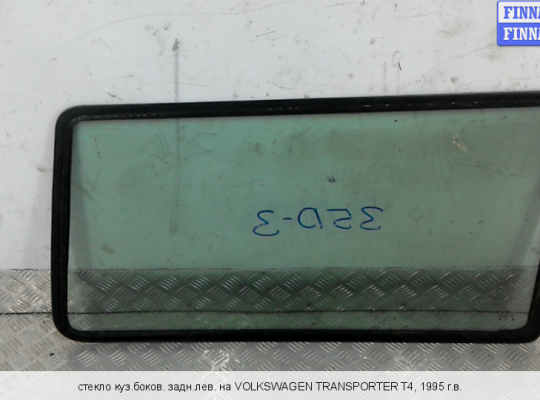 FINNA
FINNA
35D-3
стекло куз.боков. задн.лев. на VOLKSWAGEN TRANSPORTER T4, 1995 г.в.